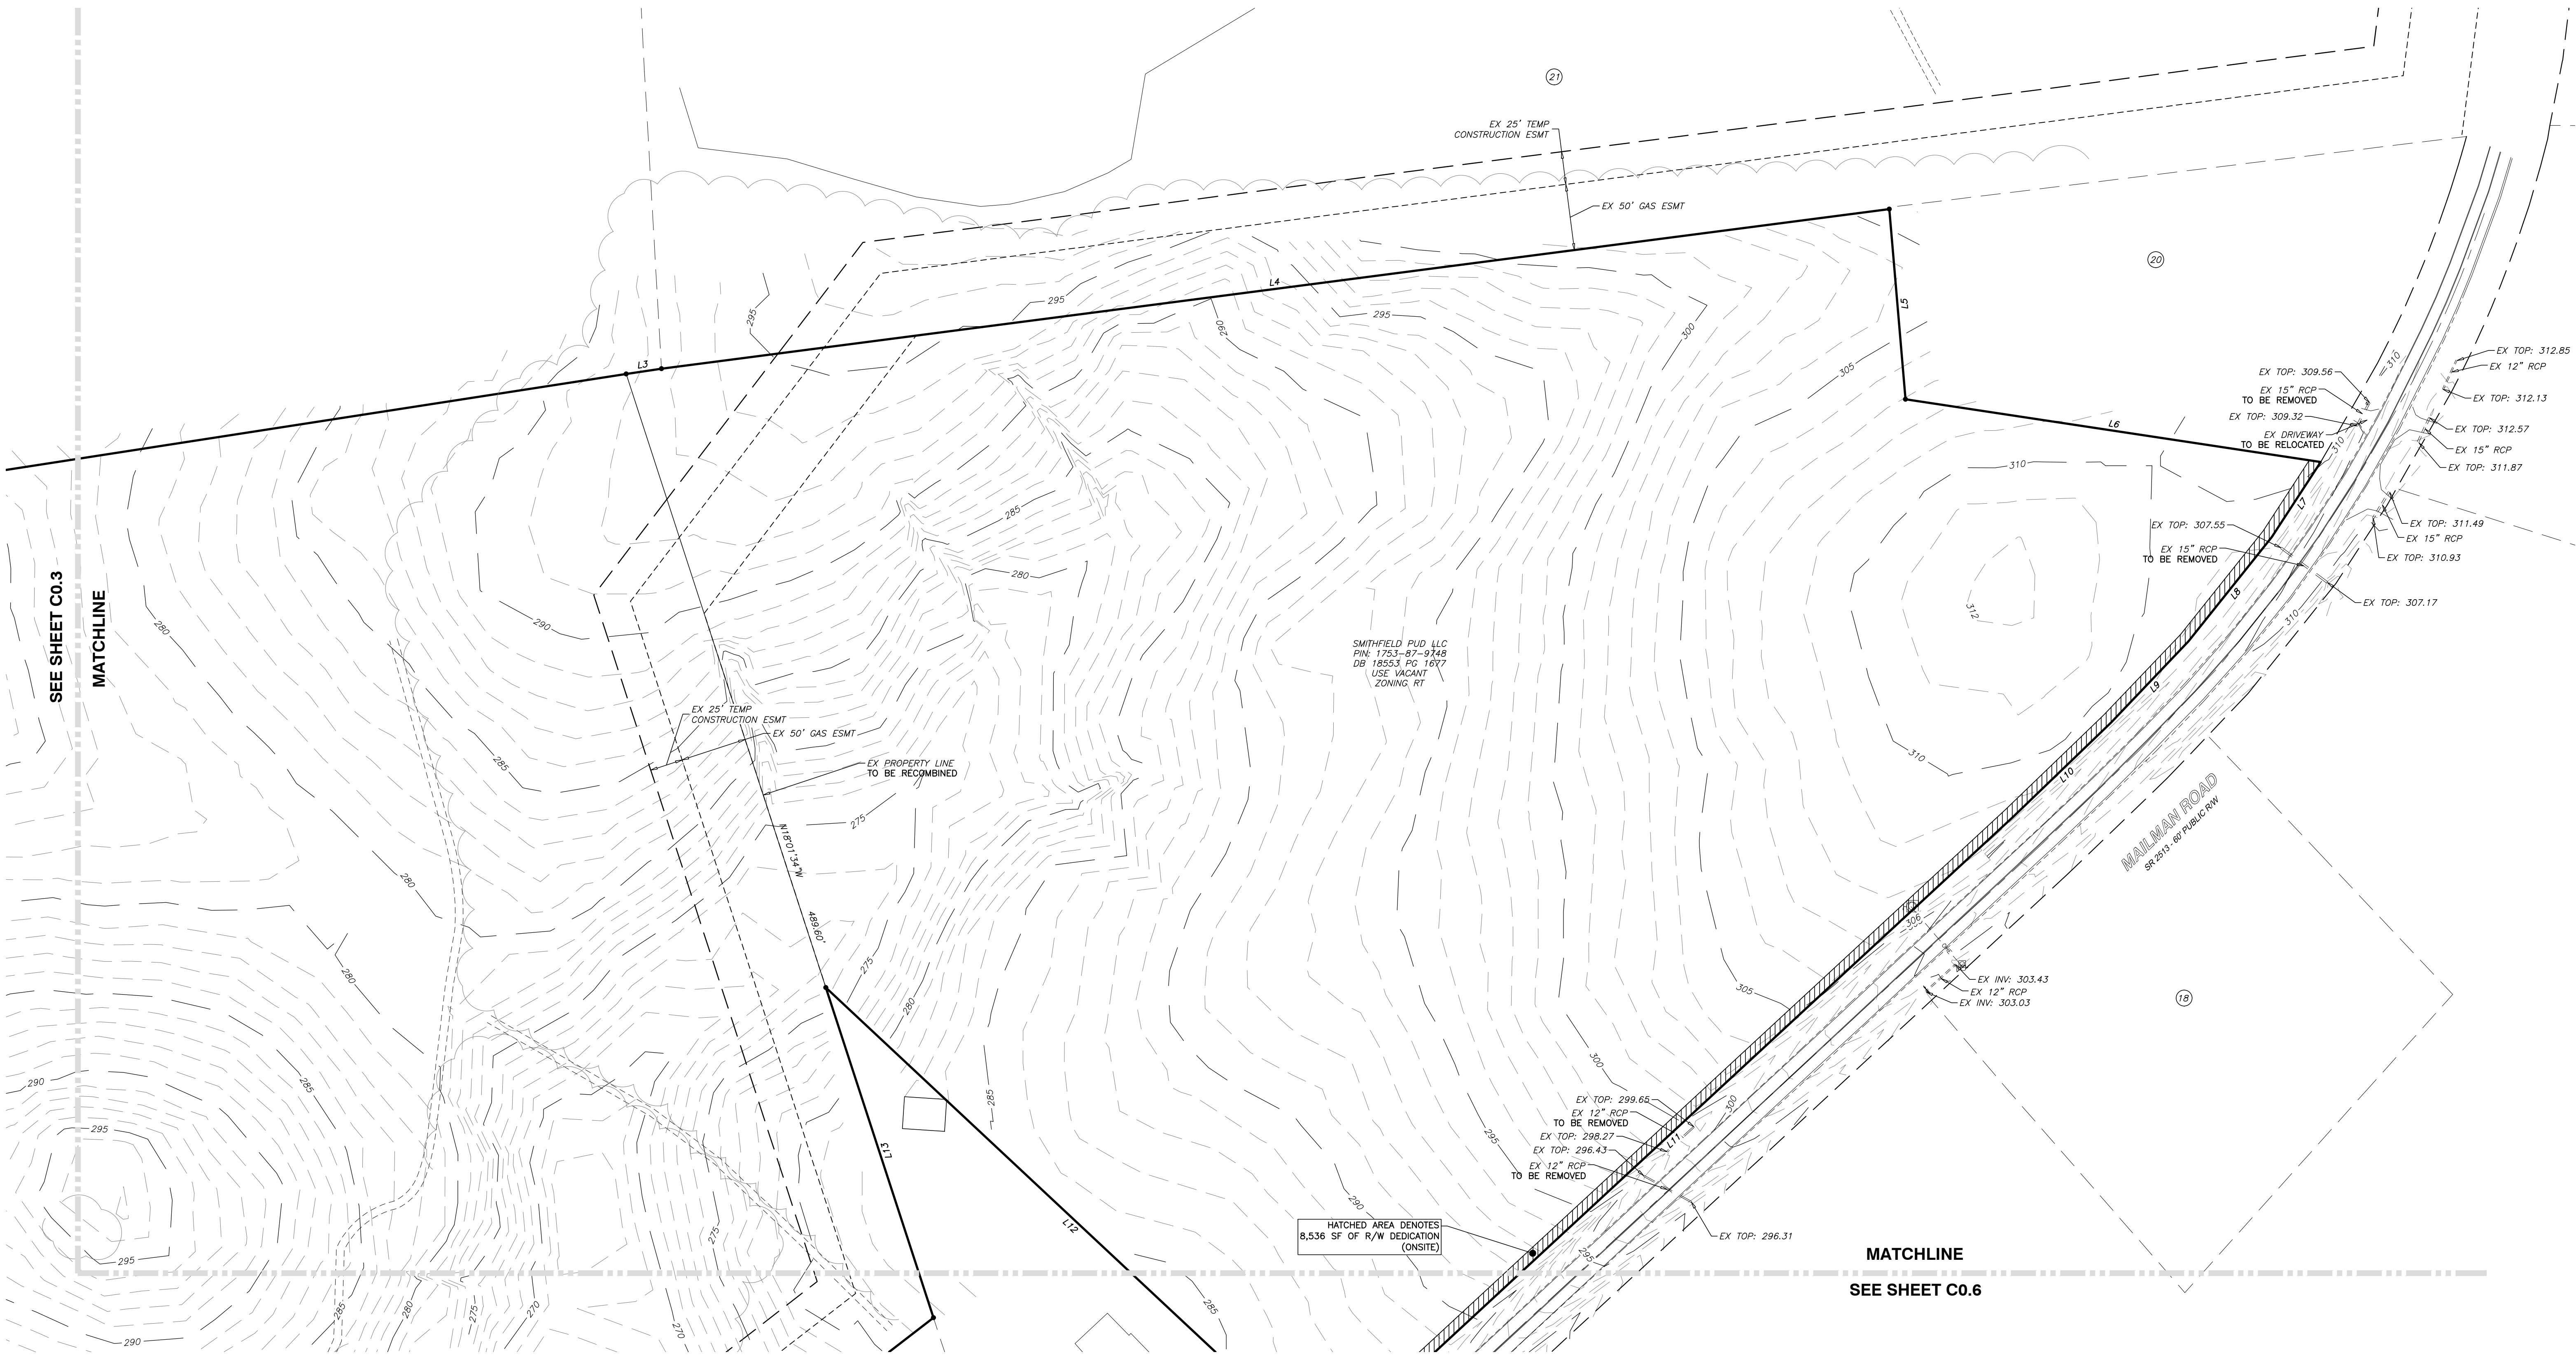 21
EX 25' TEMP
CONSTRUCTION ESMT
EX 50' GAS ESMT
20
L4
295
295
290
295
300
305
L5
L3
L6
310
EX TOP: 309.56
EX 15" RCP
TO BE REMOVED
EX TOP: 309.32
EX DRIVEWAY
TO BE RELOCATED
310
310
EX TOP: 312.85
EX 12" RCP
EX TOP: 312.13
EX TOP: 312.57
EX 15" RCP
EX TOP: 311.87
EX TOP: 311.49
EX 15" RCP
EX TOP: 310.93
EX TOP: 307.55
EX 15" RCP
TO BE REMOVED
EX TOP: 307.17
L7
L8
L9
L10
310
312
310
285
280
290
280
SEE SHEET C0.3
MATCHLINE
SMITHFIELD PUD LLC
PIN: 1753-87-9748
DB 18553 PG 1677
USE VACANT
ZONING RT
EX 25' TEMP
CONSTRUCTION ESMT
EX 50' GAS ESMT
EX PROPERTY LINE
TO BE RECOMBINED
285
275
N18°01'34"W
489.60'
280
280
275
280
285
MAILMAN ROAD
SR 2513 - 60' PUBLIC R/W
306
305
EX INV: 303.43
EX 12" RCP
EX INV: 303.03
18
300
295
290
EX TOP: 299.65
EX 12" RCP
TO BE REMOVED
EX TOP: 298.27
EX TOP: 296.43
EX 12" RCP
TO BE REMOVED
L11
300
EX TOP: 296.31
295
HATCHED AREA DENOTES
8,536 SF OF R/W DEDICATION
(ONSITE)
L13
L12
290
285
295
295
290
285
280
275
270
275
270
285
MATCHLINE
SEE SHEET C0.6